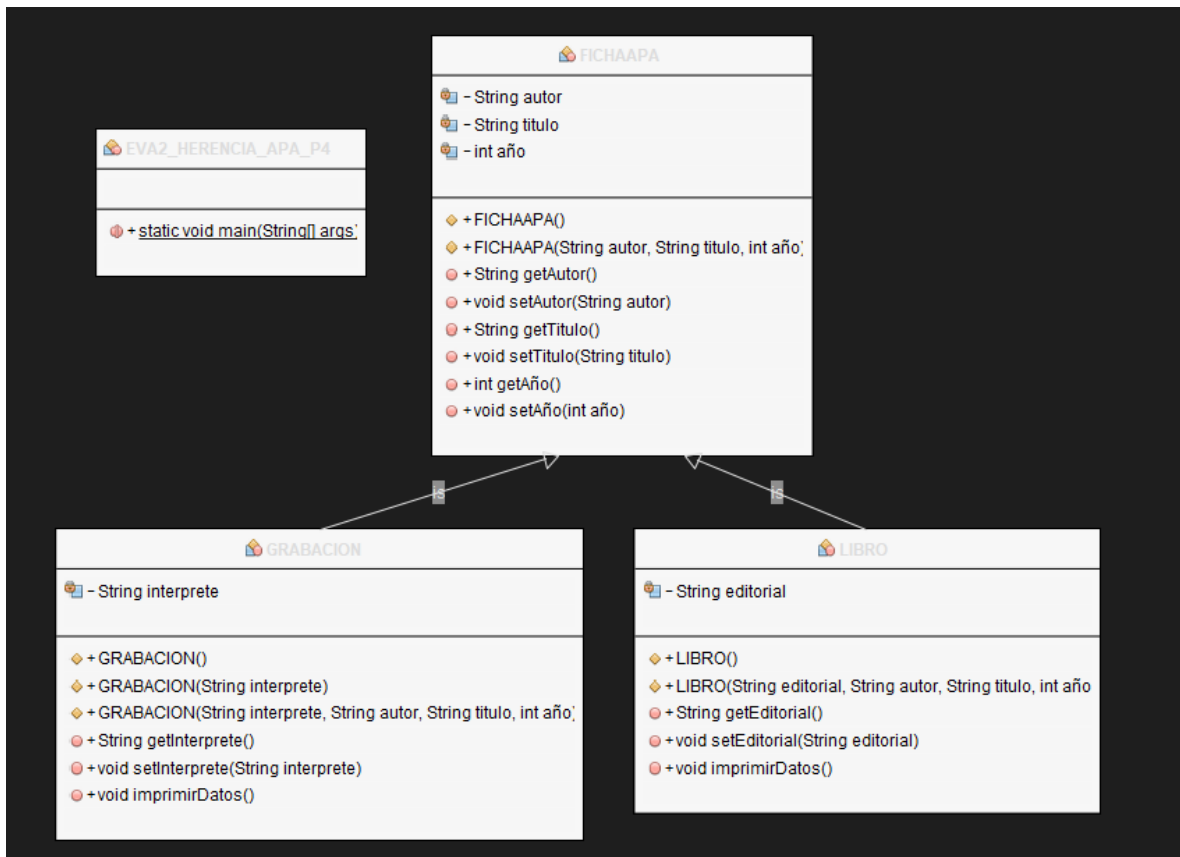 FICHAAPA
- String autor
- String titulo
- int año
+ FICHAAPA()
+ FICHAAPA(String autor, String titulo, int año)
+ String getAutor()
+ void setAutor(String autor)
+ String getTitulo()
+ void setTitulo(String titulo)
+ int getAño()
+ void setAño(int año)
EVA2_HERENCIA_APA_P4
+ static void main(String[] args)
is
is
GRABACION
- String interprete
+ GRABACION()
+ GRABACION(String interprete)
+ GRABACION(String interprete, String autor, String titulo, int año)
+ String getInterprete()
+ void setInterprete(String interprete)
+ void imprimirDatos()
LIBRO
- String editorial
+ LIBRO()
+ LIBRO(String editorial, String autor, String titulo, int año
+ String getEditorial()
+ void setEditorial(String editorial)
+ void imprimirDatos()